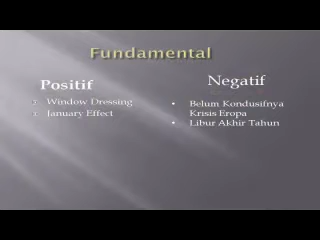 Fundamental
Positif
Window Dressing
January Effect
Negatif
Belum Kondusifnya
Krisis Eropa
Libur Akhir Tahun